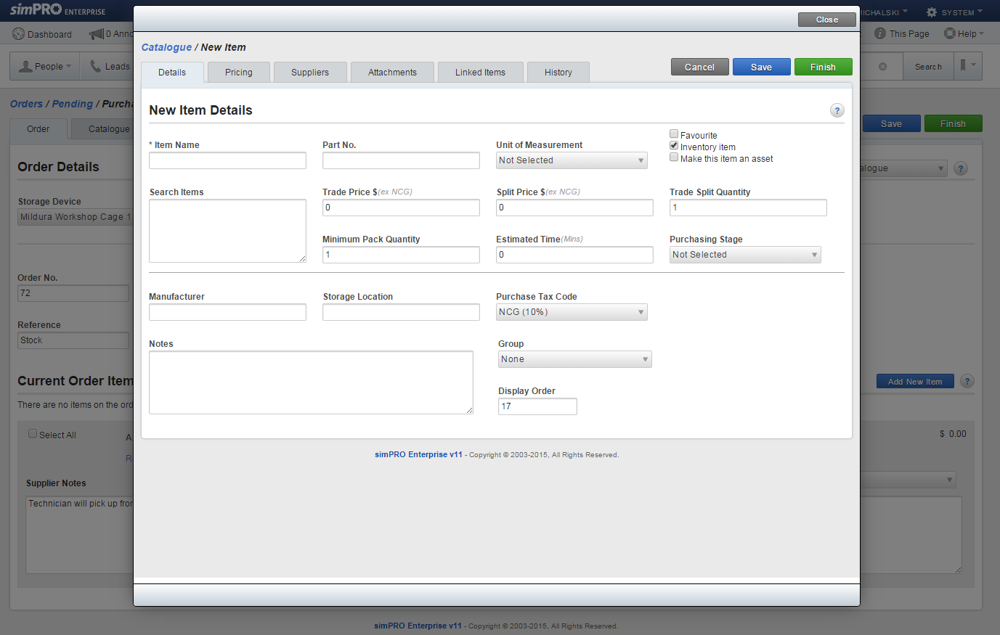 simPRO ENTERPRISE
MICHALSKI
SYSTEM
Close
Dashboard
0 Anno
This Page
Help
People
Leads
Search
Catalogue / New Item
Details
Pricing
Suppliers
Attachments
Linked Items
History
Cancel
Save
Finish
Orders / Pending / Purcha
Order
Catalogue
Save
Finish
New Item Details
?
* Item Name
Part No.
Unit of Measurement
Not Selected
Favourite
Inventory item
Make this item an asset
Order Details
alogue
?
Search Items
Trade Price $(ex NCG)
0
Split Price $(ex NCG)
0
Trade Split Quantity
1
Storage Device
Mildura Workshop Cage 1
Minimum Pack Quantity
1
Estimated Time(Mins)
0
Purchasing Stage
Not Selected
Order No.
72
Manufacturer
Storage Location
Purchase Tax Code
NCG (10%)
Reference
Stock
Notes
Group
None
Display Order
17
Current Order Item
Add New Item
?
There are no items on the ord
Select All
A
$ 0.00
R
simPRO Enterprise v11 - Copyright © 2003-2015, All Rights Reserved.
Supplier Notes
Technician will pick up from
simPRO Enterprise v11 - Copyright © 2003-2015, All Rights Reserved.